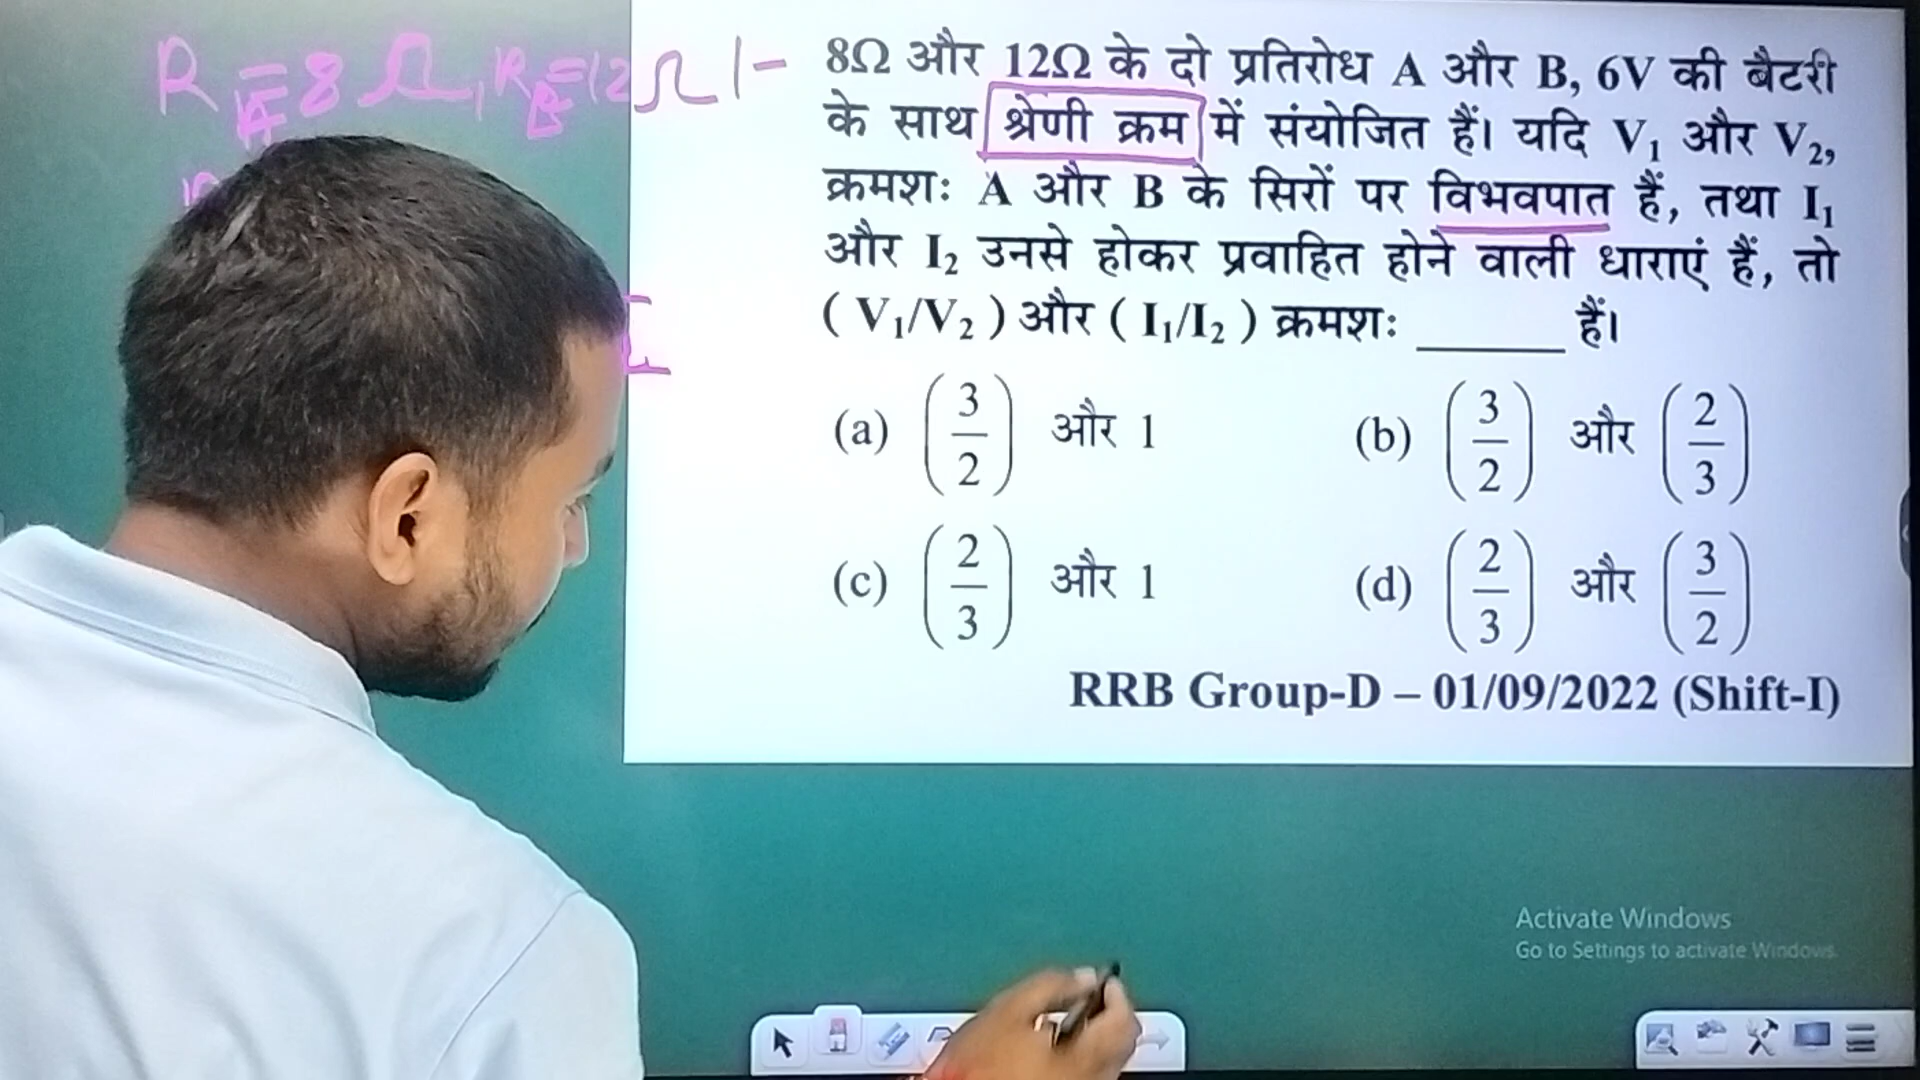 R_A=8Ω, R_B=12Ω 1-
8Ω और 12Ω के दो प्रतिरोध A और B, 6V की बैटरी
के साथ श्रेणी क्रम में संयोजित हैं। यदि V₁ और V₂,
क्रमशः A और B के सिरों पर विभवपात हैं, तथा I₁
और I₂ उनसे होकर प्रवाहित होने वाली धाराएं हैं, तो
( V₁/V₂ ) और ( I₁/I₂ ) क्रमशः ______ हैं।
(a) (3/2) और 1 (b) (3/2) और (2/3)
(c) (2/3) और 1 (d) (2/3) और (3/2)
RRB Group-D – 01/09/2022 (Shift-I)
Activate Windows
Go to Settings to activate Windows.